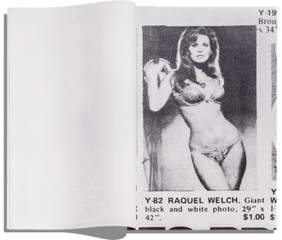 Y-19
Brou
x 34"
Y-82 RAQUEL WELCH. Giant
black and white photo, 29" x
42". $1.00
Y
W
H
$